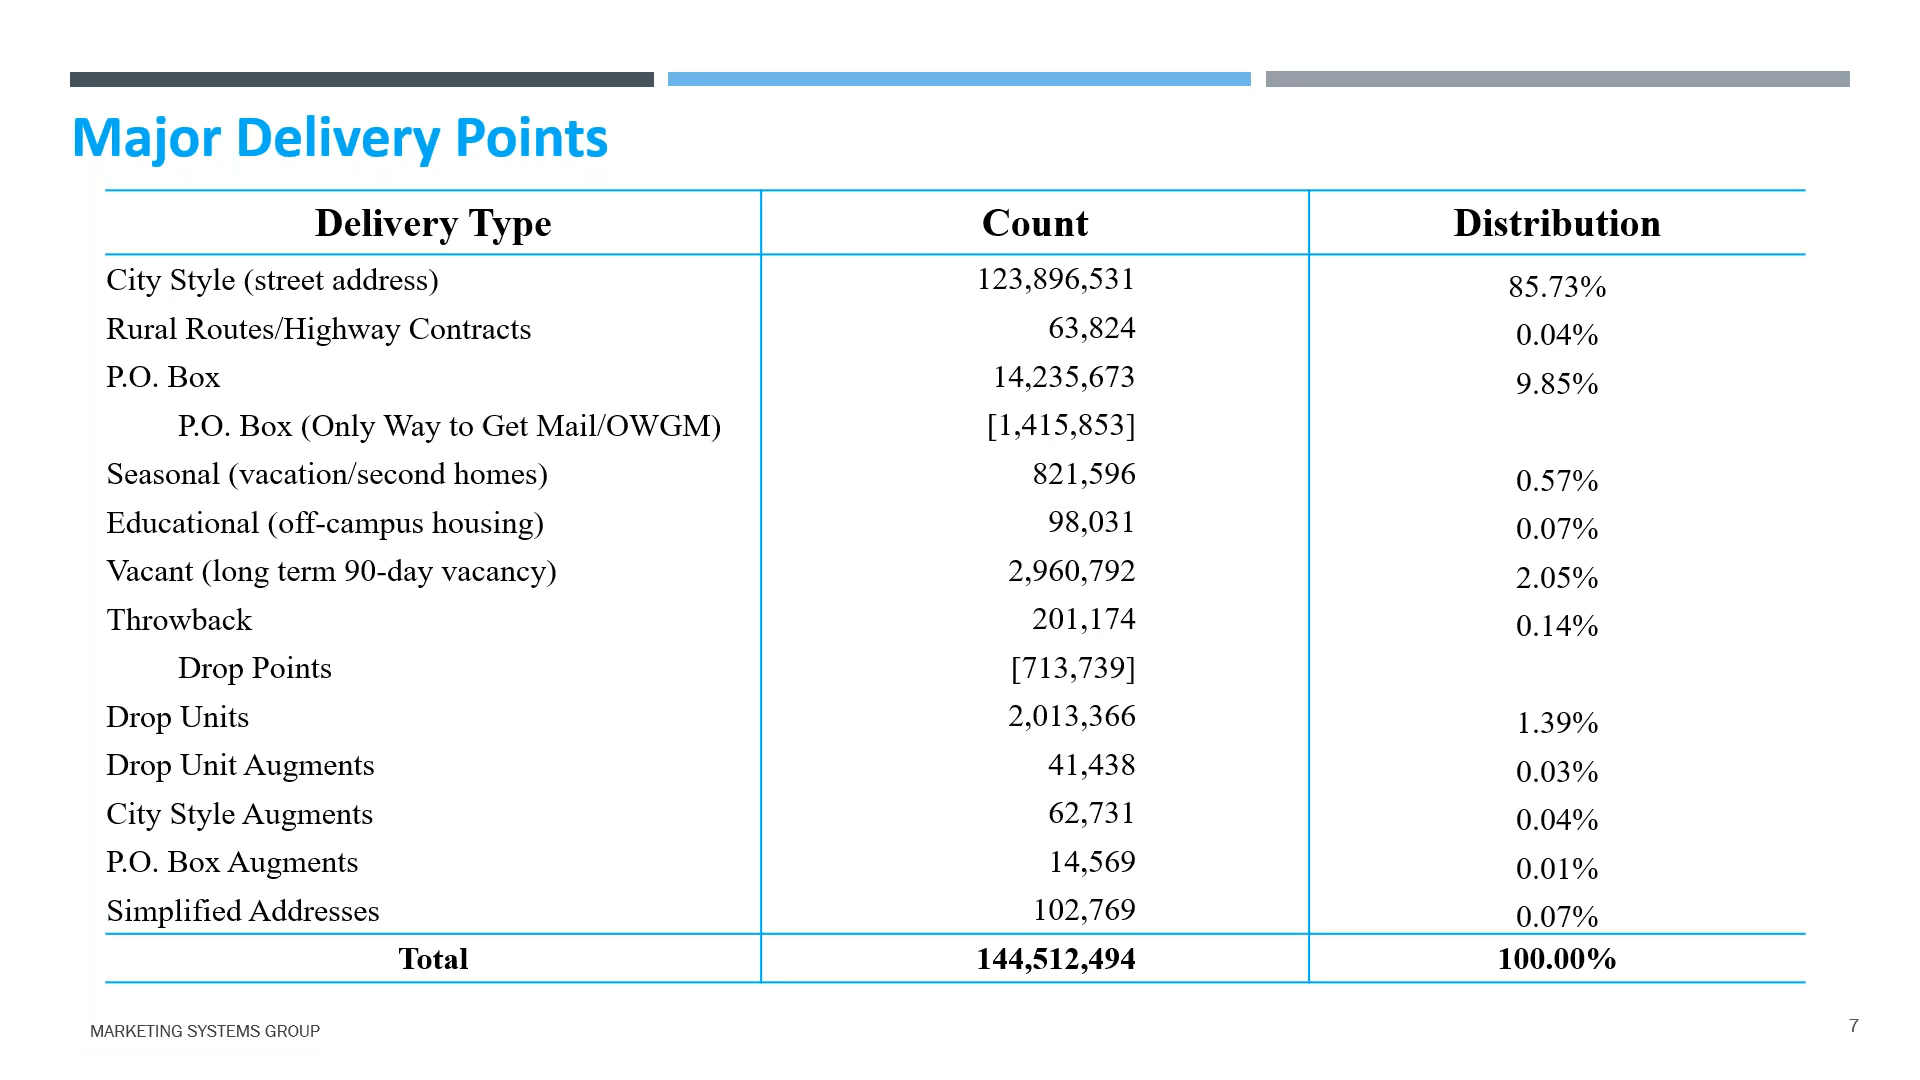 Major Delivery Points
Delivery Type Count Distribution
City Style (street address) 123,896,531 85.73%
Rural Routes/Highway Contracts 63,824 0.04%
P.O. Box 14,235,673 9.85%
P.O. Box (Only Way to Get Mail/OWGM) [1,415,853]
Seasonal (vacation/second homes) 821,596 0.57%
Educational (off-campus housing) 98,031 0.07%
Vacant (long term 90-day vacancy) 2,960,792 2.05%
Throwback 201,174 0.14%
Drop Points [713,739]
Drop Units 2,013,366 1.39%
Drop Unit Augments 41,438 0.03%
City Style Augments 62,731 0.04%
P.O. Box Augments 14,569 0.01%
Simplified Addresses 102,769 0.07%
Total 144,512,494 100.00%
MARKETING SYSTEMS GROUP
7